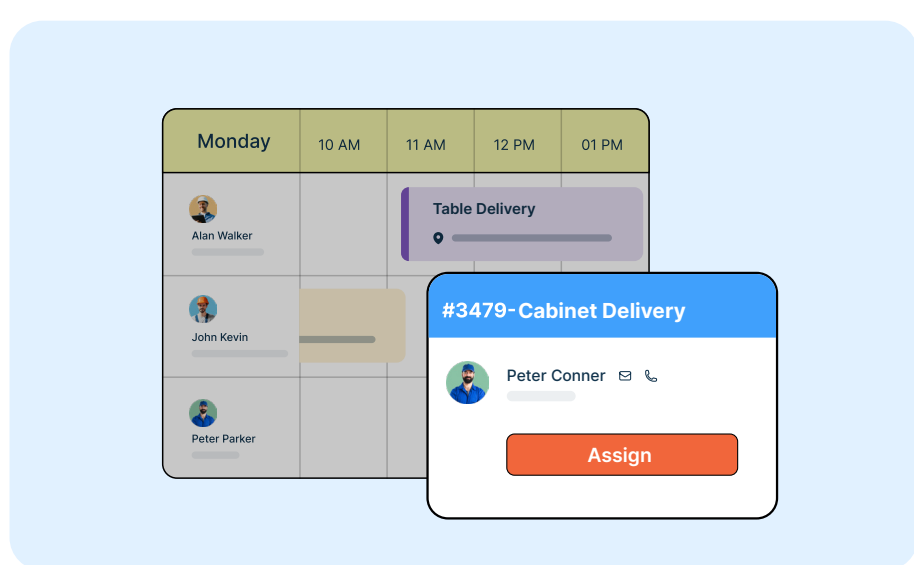 Monday 10 AM 11 AM 12 PM 01 PM
Table Delivery
Alan Walker
#3479-Cabinet Delivery
John Kevin
Peter Conner
Peter Parker
Assign